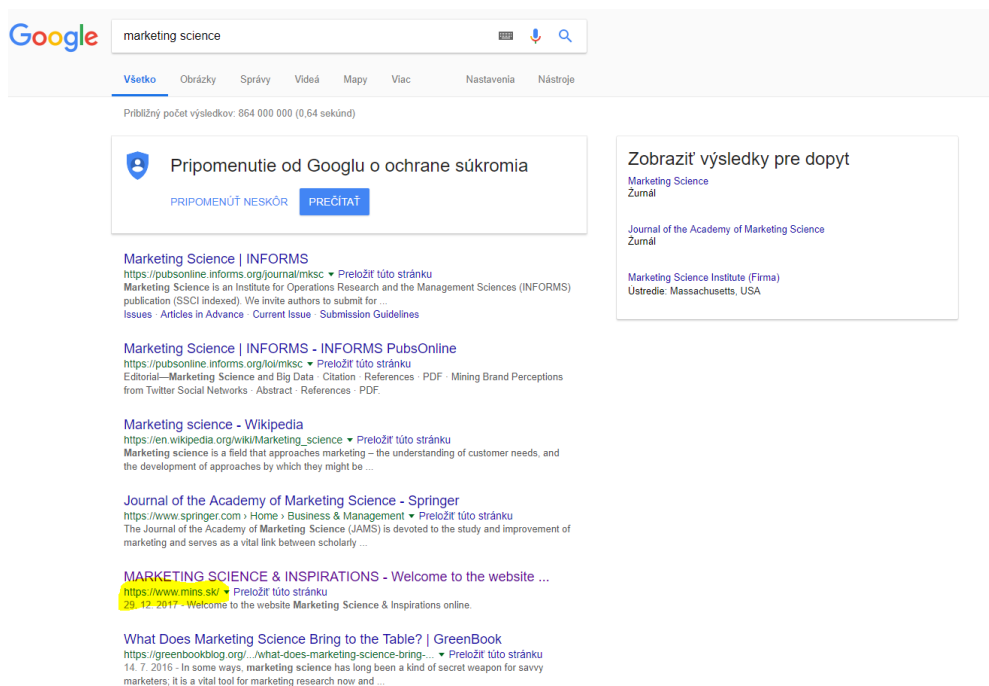 Google
marketing science
Všetko Obrázky Správy Videá Mapy Viac Nastavenia Nástroje
Približný počet výsledkov: 864 000 000 (0,64 sekúnd)
Pripomenutie od Googlu o ochrane súkromia
PRIPOMENÚŤ NESKÔR PREČÍTAŤ
Marketing Science | INFORMS
https://pubsonline.informs.org/journal/mksc ▼ Preložiť túto stránku
Marketing Science is an Institute for Operations Research and the Management Sciences (INFORMS)
publication (SSCI indexed). We invite authors to submit for ...
Issues · Articles in Advance · Current Issue · Submission Guidelines
Marketing Science | INFORMS - INFORMS PubsOnline
https://pubsonline.informs.org/loi/mksc ▼ Preložiť túto stránku
Editorial—Marketing Science and Big Data · Citation · References · PDF · Mining Brand Perceptions
from Twitter Social Networks · Abstract · References · PDF.
Marketing science - Wikipedia
https://en.wikipedia.org/wiki/Marketing_science ▼ Preložiť túto stránku
Marketing science is a field that approaches marketing – the understanding of customer needs, and
the development of approaches by which they might be ...
Journal of the Academy of Marketing Science - Springer
https://www.springer.com › Home › Business & Management ▼ Preložiť túto stránku
The Journal of the Academy of Marketing Science (JAMS) is devoted to the study and improvement of
marketing and serves as a vital link between scholarly ...
MARKETING SCIENCE & INSPIRATIONS - Welcome to the website ...
https://www.mins.sk/ ▼ Preložiť túto stránku
29. 12. 2017 - Welcome to the website Marketing Science & Inspirations online.
What Does Marketing Science Bring to the Table? | GreenBook
https://greenbookblog.org/.../what-does-marketing-science-bring-... ▼ Preložiť túto stránku
14. 7. 2016 - In some ways, marketing science has long been a kind of secret weapon for savvy
marketers; it is a vital tool for marketing research now and ...
Zobraziť výsledky pre dopyt
Marketing Science
Žurnál
Journal of the Academy of Marketing Science
Žurnál
Marketing Science Institute (Firma)
Ústredie: Massachusetts, USA